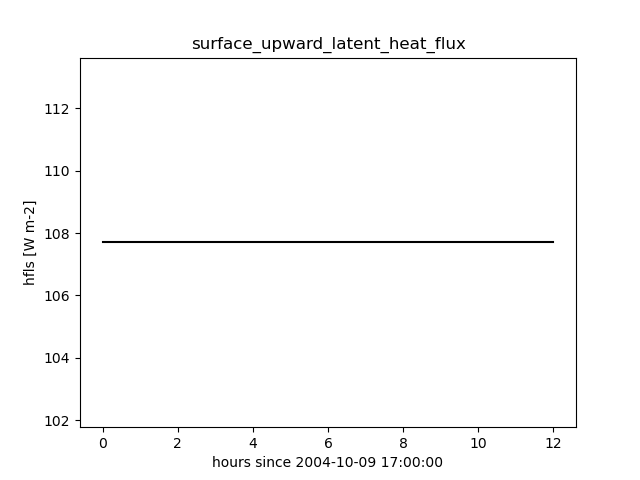 surface_upward_latent_heat_flux
hfls [W m-2]
112
110
108
106
104
102
0 2 4 6 8 10 12
hours since 2004-10-09 17:00:00